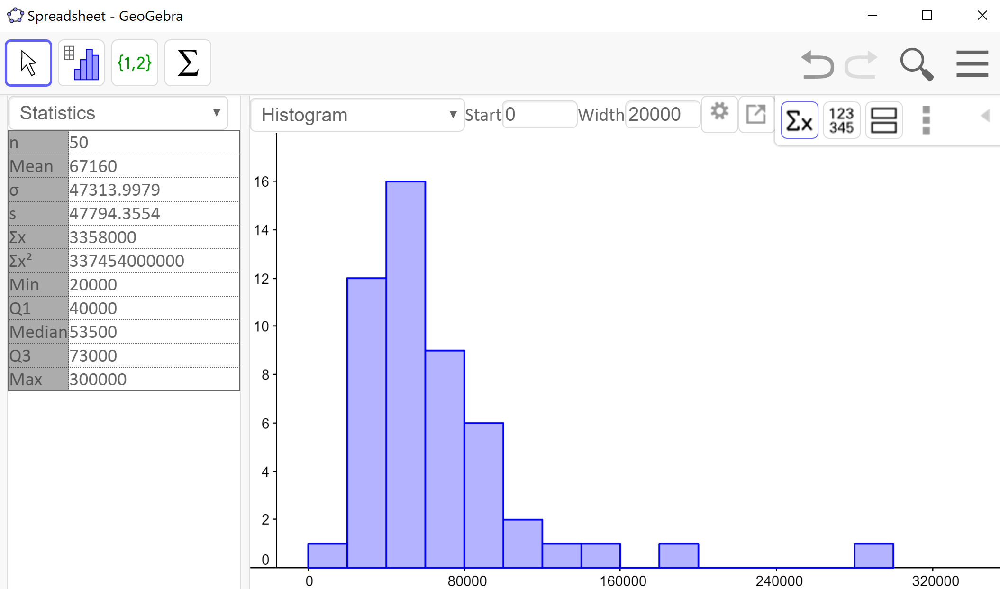 Spreadsheet - GeoGebra
{1,2} Σ
Statistics ▼
Histogram ▼ Start 0 Width 20000 Σx 123 345
n 50
Mean 67160
σ 47313.9979
s 47794.3554
Σx 3358000
Σx² 337454000000
Min 20000
Q1 40000
Median 53500
Q3 73000
Max 300000
16
14
12
10
8
6
4
2
0
0 80000 160000 240000 320000